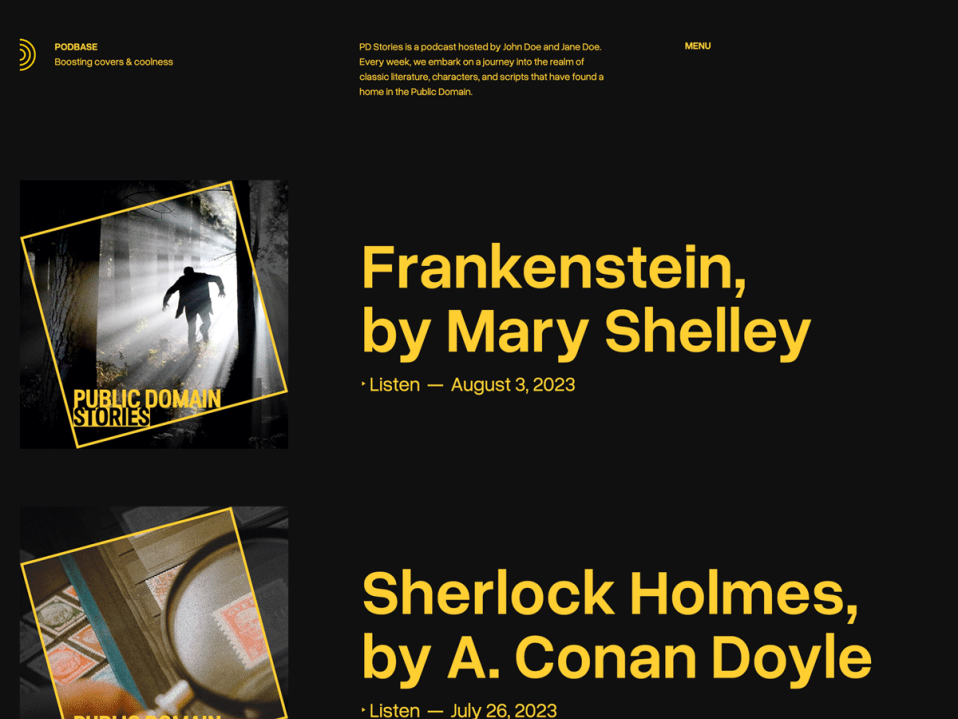 PODBASE
Boosting covers & coolness
PD Stories is a podcast hosted by John Doe and Jane Doe.
Every week, we embark on a journey into the realm of
classic literature, characters, and scripts that have found a
home in the Public Domain.
MENU
PUBLIC DOMAIN
STORIES
Frankenstein,
by Mary Shelley
‣ Listen — August 3, 2023
PUBLIC DOMAIN
Sherlock Holmes,
by A. Conan Doyle
‣ Listen — July 26, 2023